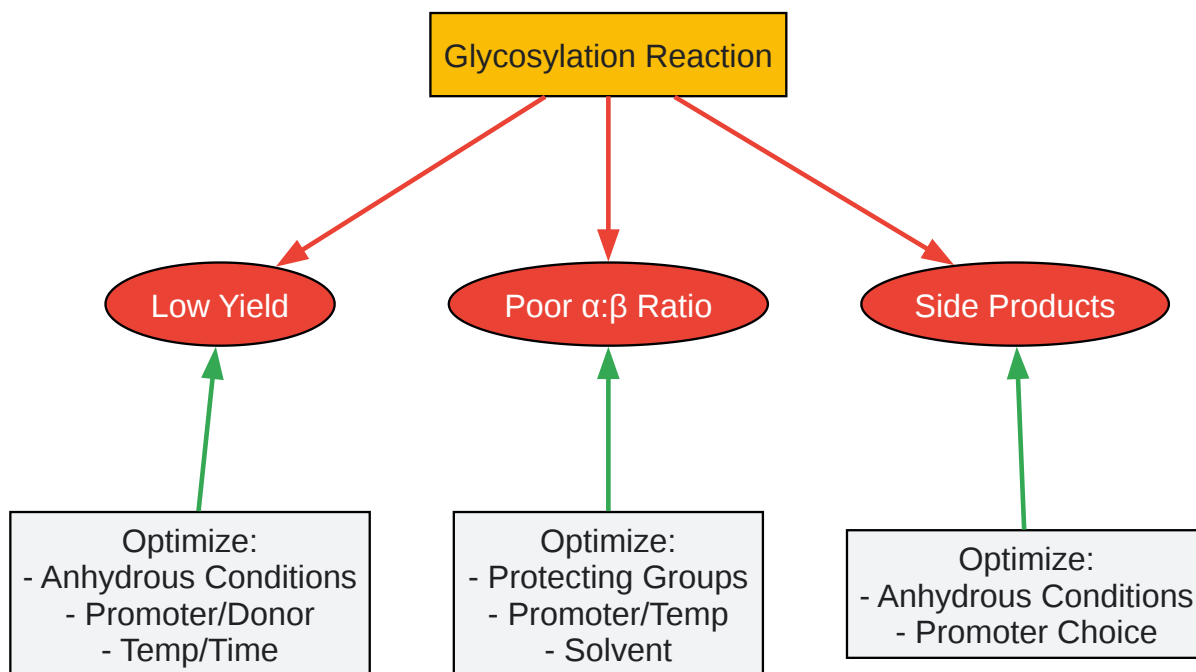 Glycosylation Reaction
Low Yield
Poor α:β Ratio
Side Products
Optimize:
- Anhydrous Conditions
- Promoter/Donor
- Temp/Time
Optimize:
- Protecting Groups
- Promoter/Temp
- Solvent
Optimize:
- Anhydrous Conditions
- Promoter Choice